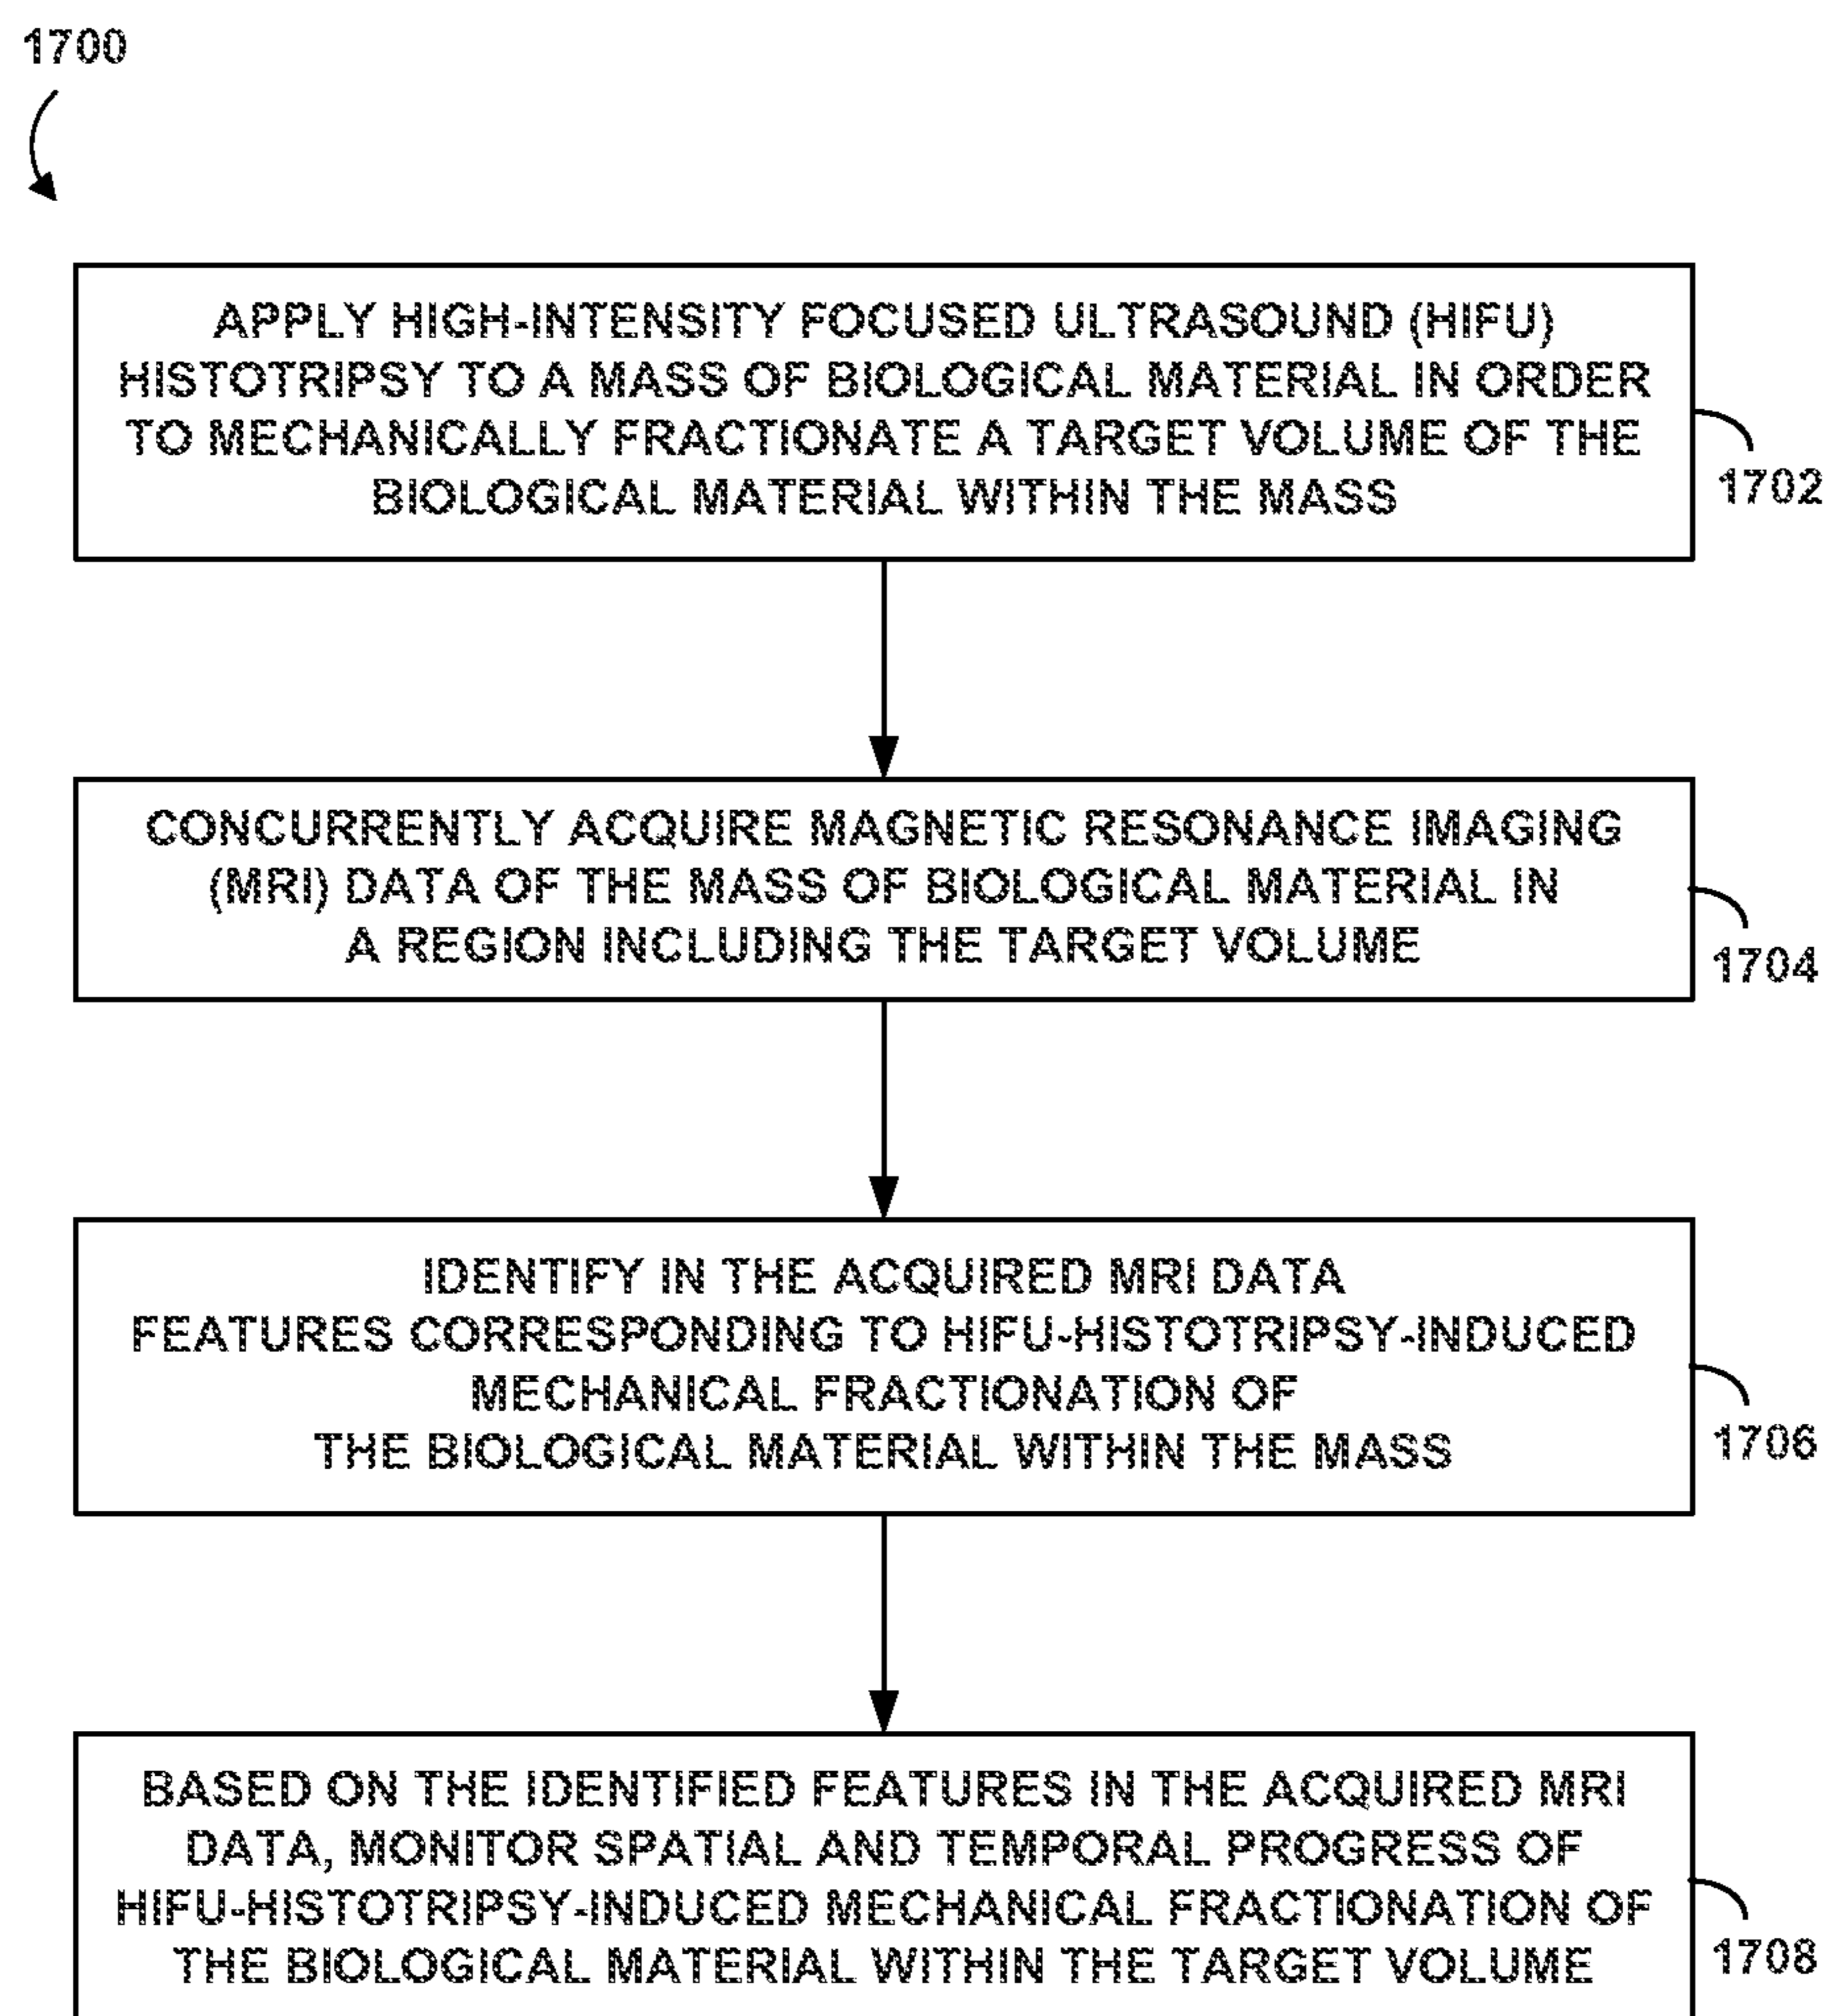 1700
APPLY HIGH-INTENSITY FOCUSED ULTRASOUND (HIFU)
HISTOTRIPSY TO A MASS OF BIOLOGICAL MATERIAL IN ORDER
TO MECHANICALLY FRACTIONATE A TARGET VOLUME OF THE
BIOLOGICAL MATERIAL WITHIN THE MASS
1702
CONCURRENTLY ACQUIRE MAGNETIC RESONANCE IMAGING
(MRI) DATA OF THE MASS OF BIOLOGICAL MATERIAL IN
A REGION INCLUDING THE TARGET VOLUME
1704
IDENTIFY IN THE ACQUIRED MRI DATA
FEATURES CORRESPONDING TO HIFU-HISTOTRIPSY-INDUCED
MECHANICAL FRACTIONATION OF
THE BIOLOGICAL MATERIAL WITHIN THE MASS
1706
BASED ON THE IDENTIFIED FEATURES IN THE ACQUIRED MRI
DATA, MONITOR SPATIAL AND TEMPORAL PROGRESS OF
HIFU-HISTOTRIPSY-INDUCED MECHANICAL FRACTIONATION OF
THE BIOLOGICAL MATERIAL WITHIN THE TARGET VOLUME
1708